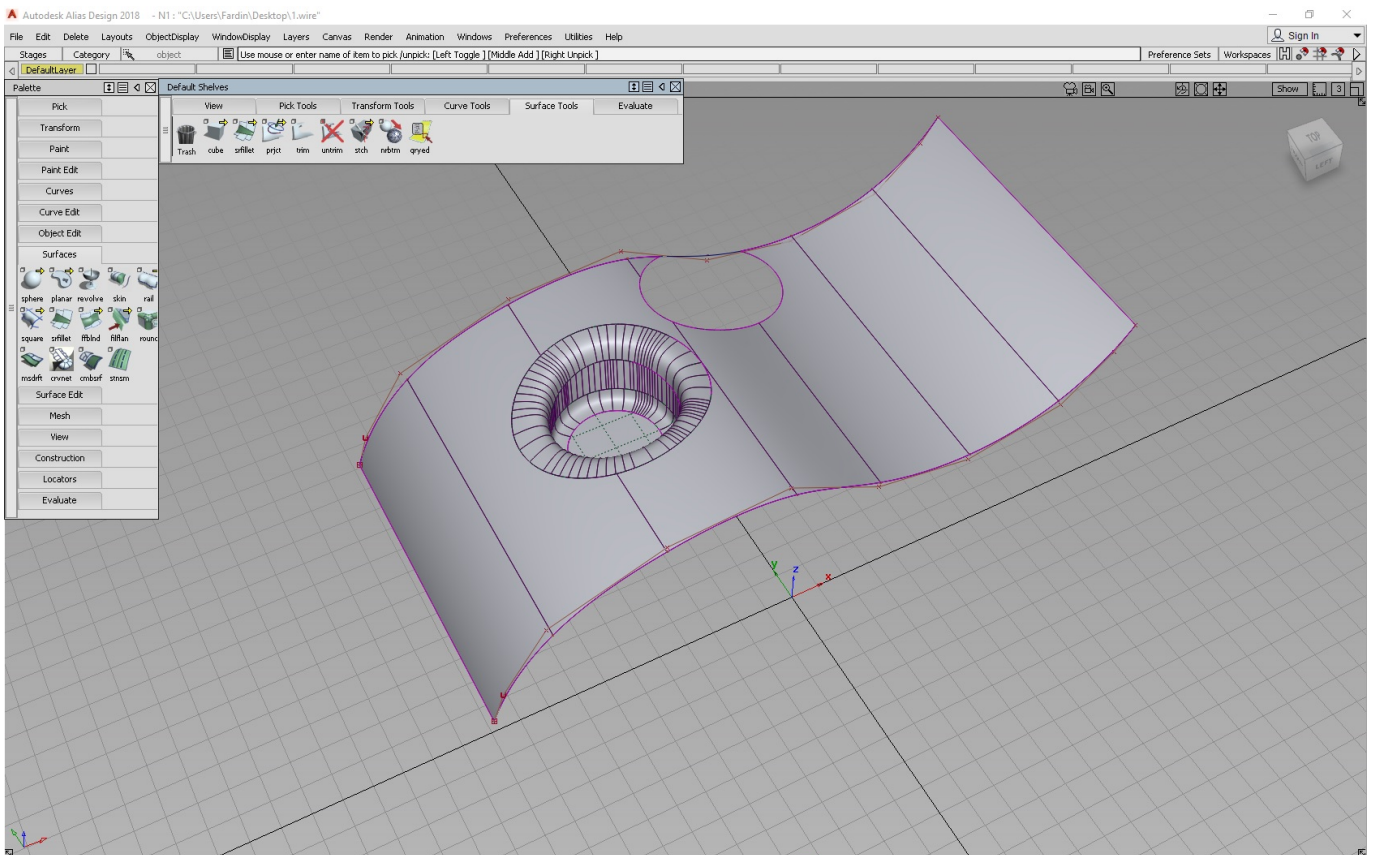 Autodesk Alias Design 2018 - N1 : "C:\Users\Fardin\Desktop\1.wire"
File Edit Delete Layouts ObjectDisplay WindowDisplay Layers Canvas Render Animation Windows Preferences Utilities Help Sign In
Stages Category object Use mouse or enter name of item to pick /unpick: [Left Toggle ] [Middle Add ] [Right Unpick ] Preference Sets Workspaces
DefaultLayer
Palette Default Shelves Show 3
View Pick Tools Transform Tools Curve Tools Surface Tools Evaluate
Trash cube srfillet prjct trim untrim stch nrbtm qryed
Pick
Transform
Paint
Paint Edit
Curves
Curve Edit
Object Edit
Surfaces
sphere planar revolve skin rail
square srfillet ffblnd filflan round
msdrft crvnet cmbsrf stnsrn
Surface Edit
Mesh
View
Construction
Locators
Evaluate
TOP
LEFT
u
u
y z x